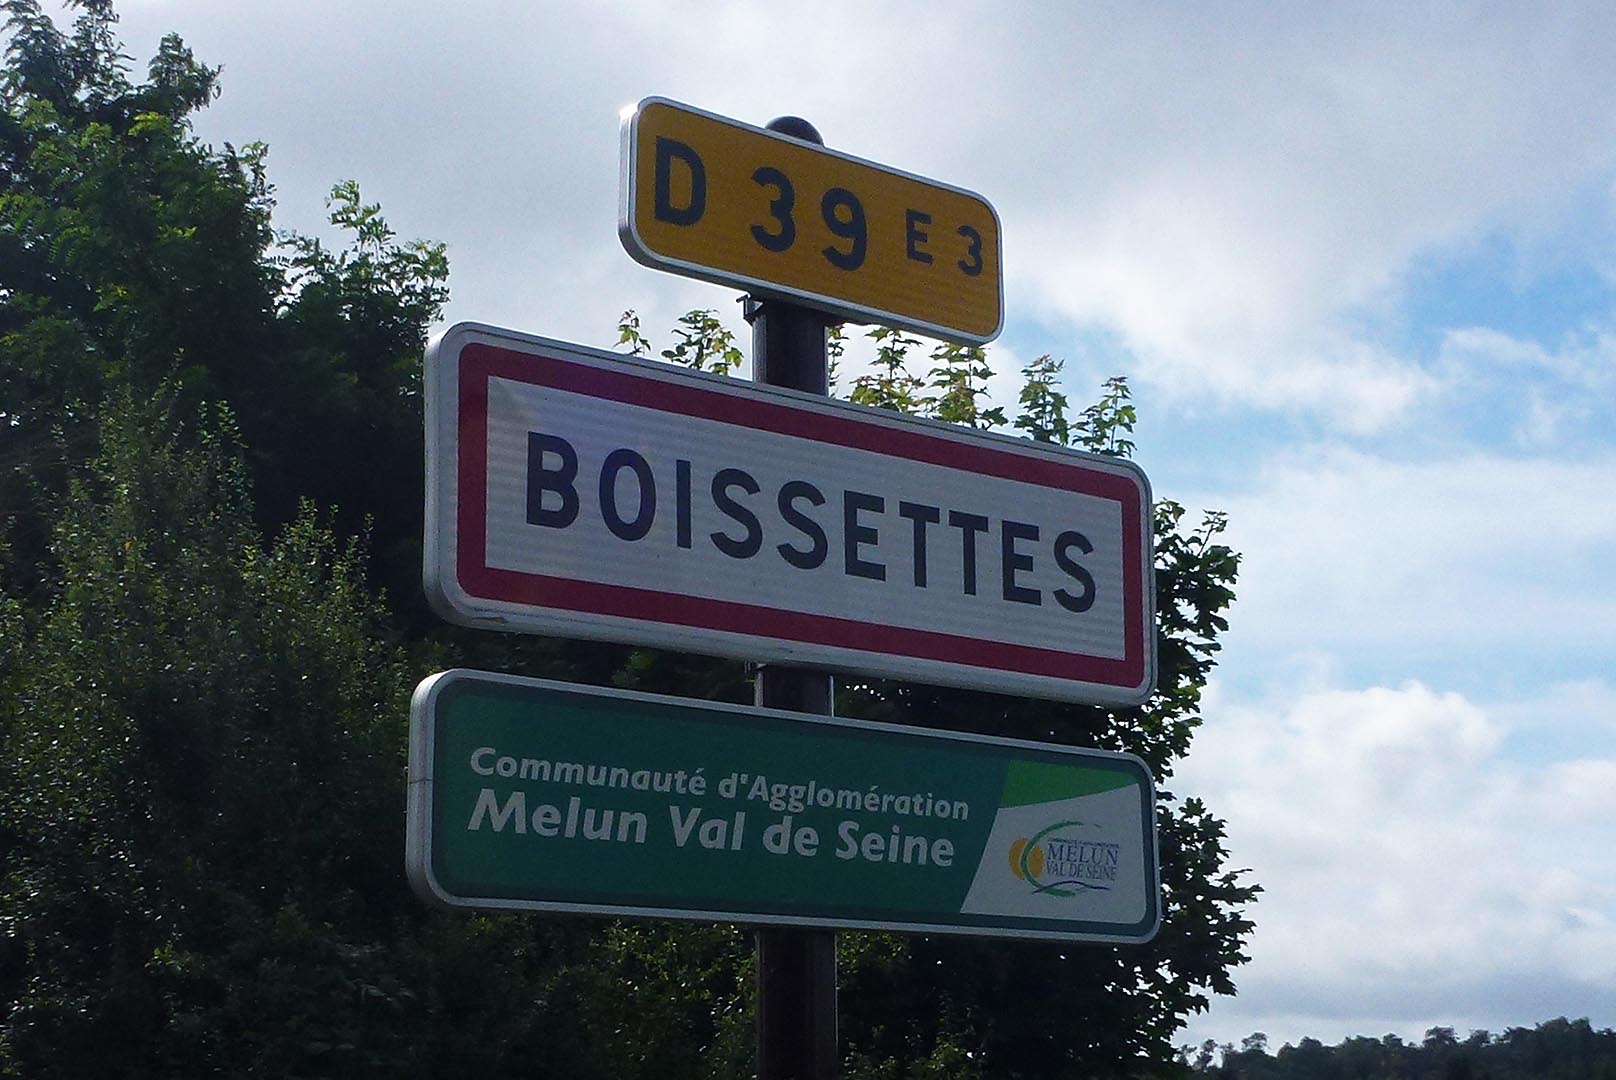 D 39 E 3
BOISSETTES
Communauté d'Agglomération
Melun Val de Seine
MELUN
VAL DE SEINE